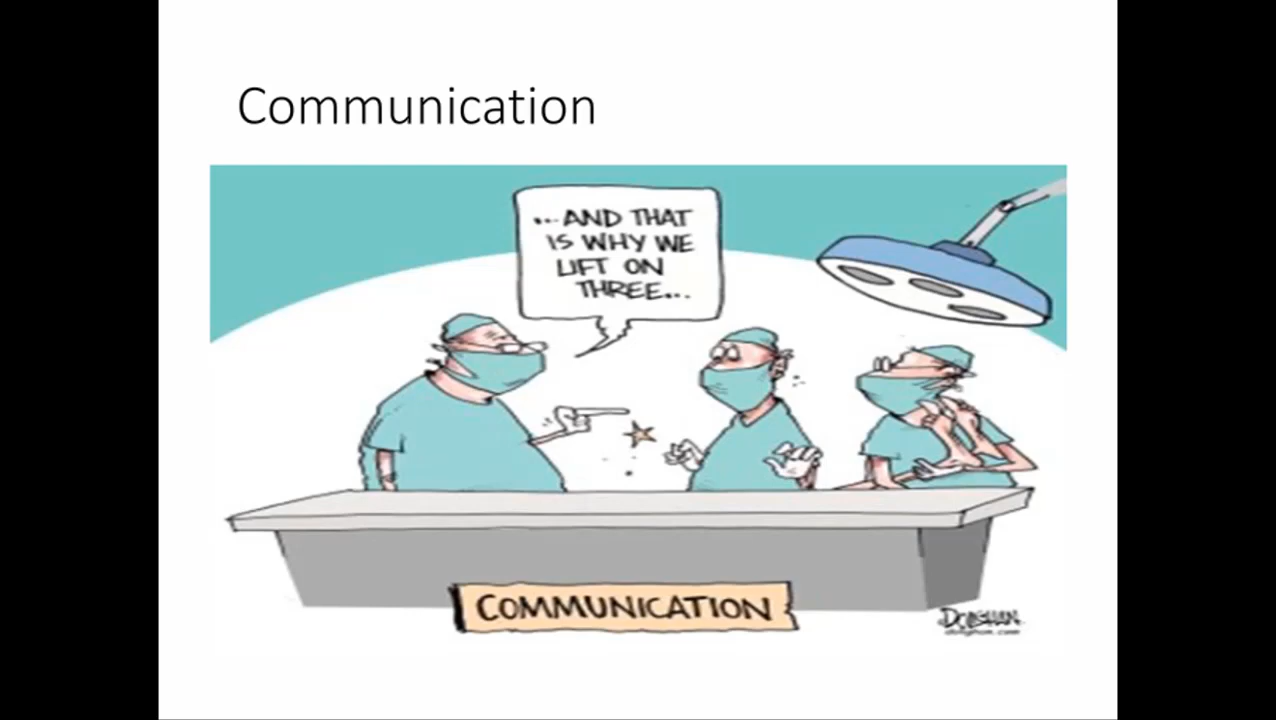 Communication
...AND THAT
IS WHY WE
LIFT ON
THREE...
COMMUNICATION